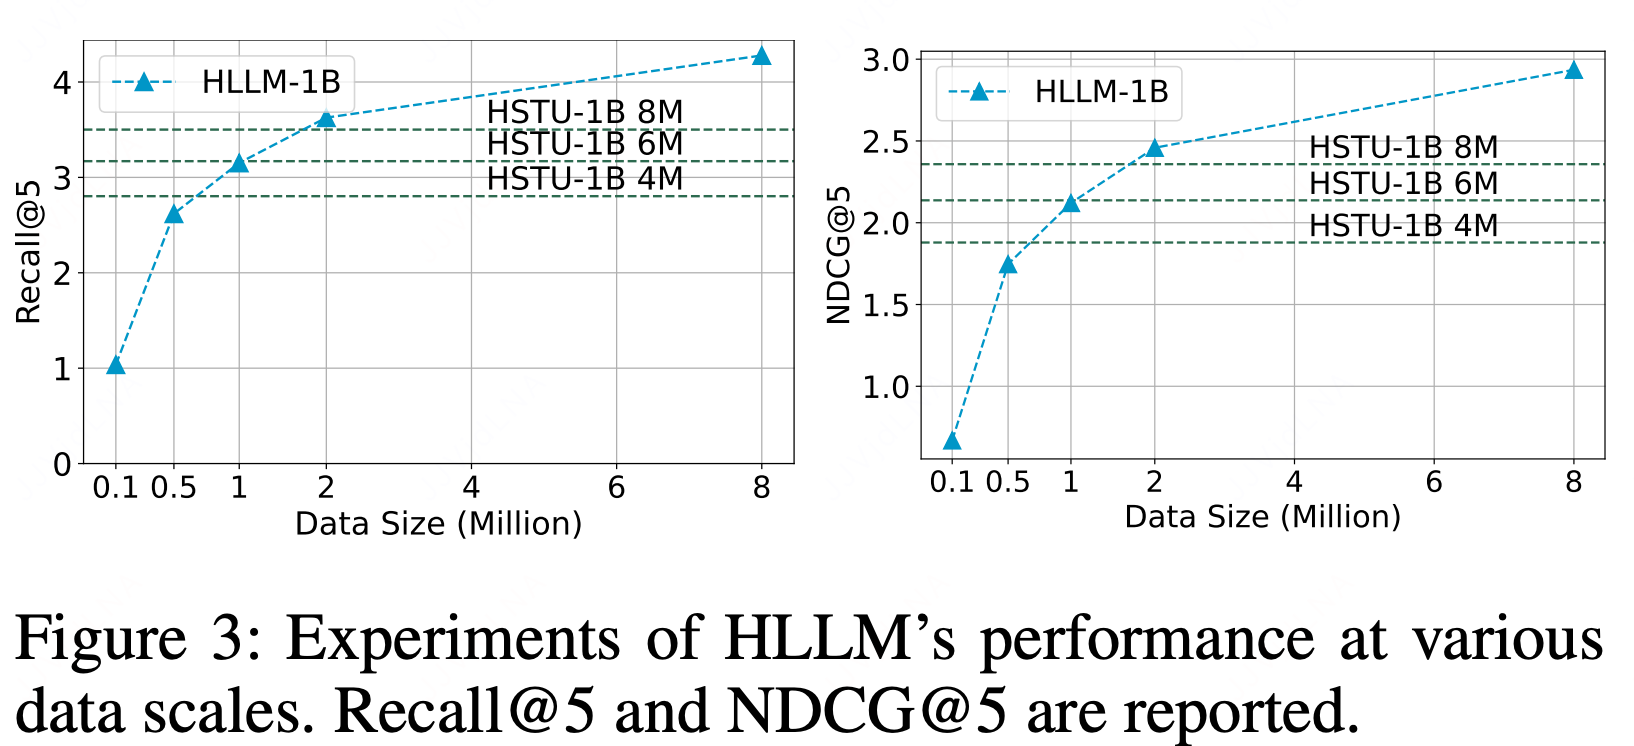 HLLM-1B
HSTU-1B 8M
HSTU-1B 6M
HSTU-1B 4M
4
3
2
1
0
Recall@5
0.1 0.5 1 2 4 6 8
Data Size (Million)
HLLM-1B
HSTU-1B 8M
HSTU-1B 6M
HSTU-1B 4M
3.0
2.5
2.0
1.5
1.0
NDCG@5
0.1 0.5 1 2 4 6 8
Data Size (Million)
Figure 3: Experiments of HLLM’s performance at various
data scales. Recall@5 and NDCG@5 are reported.